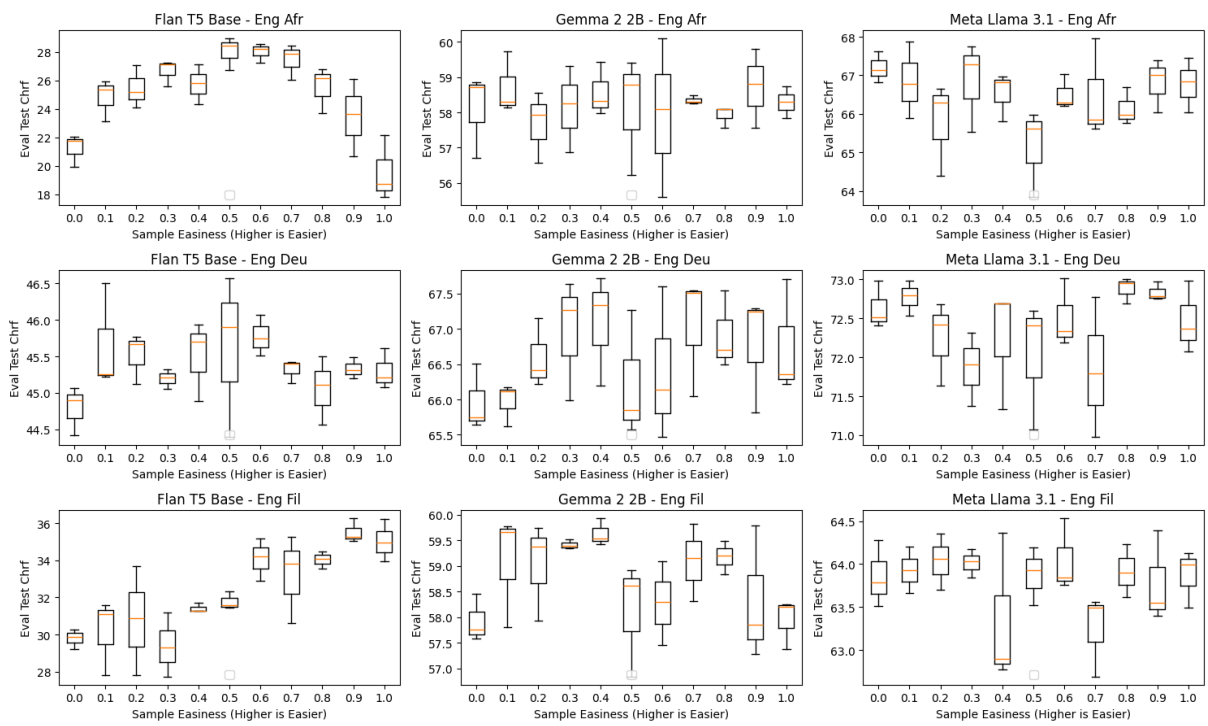 Flan T5 Base - Eng Afr
Eval Test Chrf
28
26
24
22
20
18
0.0 0.1 0.2 0.3 0.4 0.5 0.6 0.7 0.8 0.9 1.0
Sample Easiness (Higher is Easier)
Gemma 2 2B - Eng Afr
Eval Test Chrf
60
59
58
57
56
0.0 0.1 0.2 0.3 0.4 0.5 0.6 0.7 0.8 0.9 1.0
Sample Easiness (Higher is Easier)
Meta Llama 3.1 - Eng Afr
Eval Test Chrf
68
67
66
65
64
0.0 0.1 0.2 0.3 0.4 0.5 0.6 0.7 0.8 0.9 1.0
Sample Easiness (Higher is Easier)
Flan T5 Base - Eng Deu
Eval Test Chrf
46.5
46.0
45.5
45.0
44.5
0.0 0.1 0.2 0.3 0.4 0.5 0.6 0.7 0.8 0.9 1.0
Sample Easiness (Higher is Easier)
Gemma 2 2B - Eng Deu
Eval Test Chrf
67.5
67.0
66.5
66.0
65.5
0.0 0.1 0.2 0.3 0.4 0.5 0.6 0.7 0.8 0.9 1.0
Sample Easiness (Higher is Easier)
Meta Llama 3.1 - Eng Deu
Eval Test Chrf
73.0
72.5
72.0
71.5
71.0
0.0 0.1 0.2 0.3 0.4 0.5 0.6 0.7 0.8 0.9 1.0
Sample Easiness (Higher is Easier)
Flan T5 Base - Eng Fil
Eval Test Chrf
36
34
32
30
28
0.0 0.1 0.2 0.3 0.4 0.5 0.6 0.7 0.8 0.9 1.0
Sample Easiness (Higher is Easier)
Gemma 2 2B - Eng Fil
Eval Test Chrf
60.0
59.5
59.0
58.5
58.0
57.5
57.0
0.0 0.1 0.2 0.3 0.4 0.5 0.6 0.7 0.8 0.9 1.0
Sample Easiness (Higher is Easier)
Meta Llama 3.1 - Eng Fil
Eval Test Chrf
64.5
64.0
63.5
63.0
0.0 0.1 0.2 0.3 0.4 0.5 0.6 0.7 0.8 0.9 1.0
Sample Easiness (Higher is Easier)